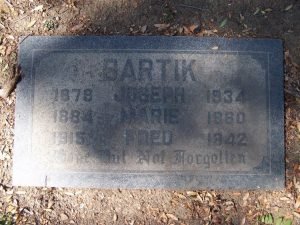 BARTIK
1878 JOSEPH 1934
1884 MARIE 1960
1915 FRED 1942
Gone But Not Forgotten